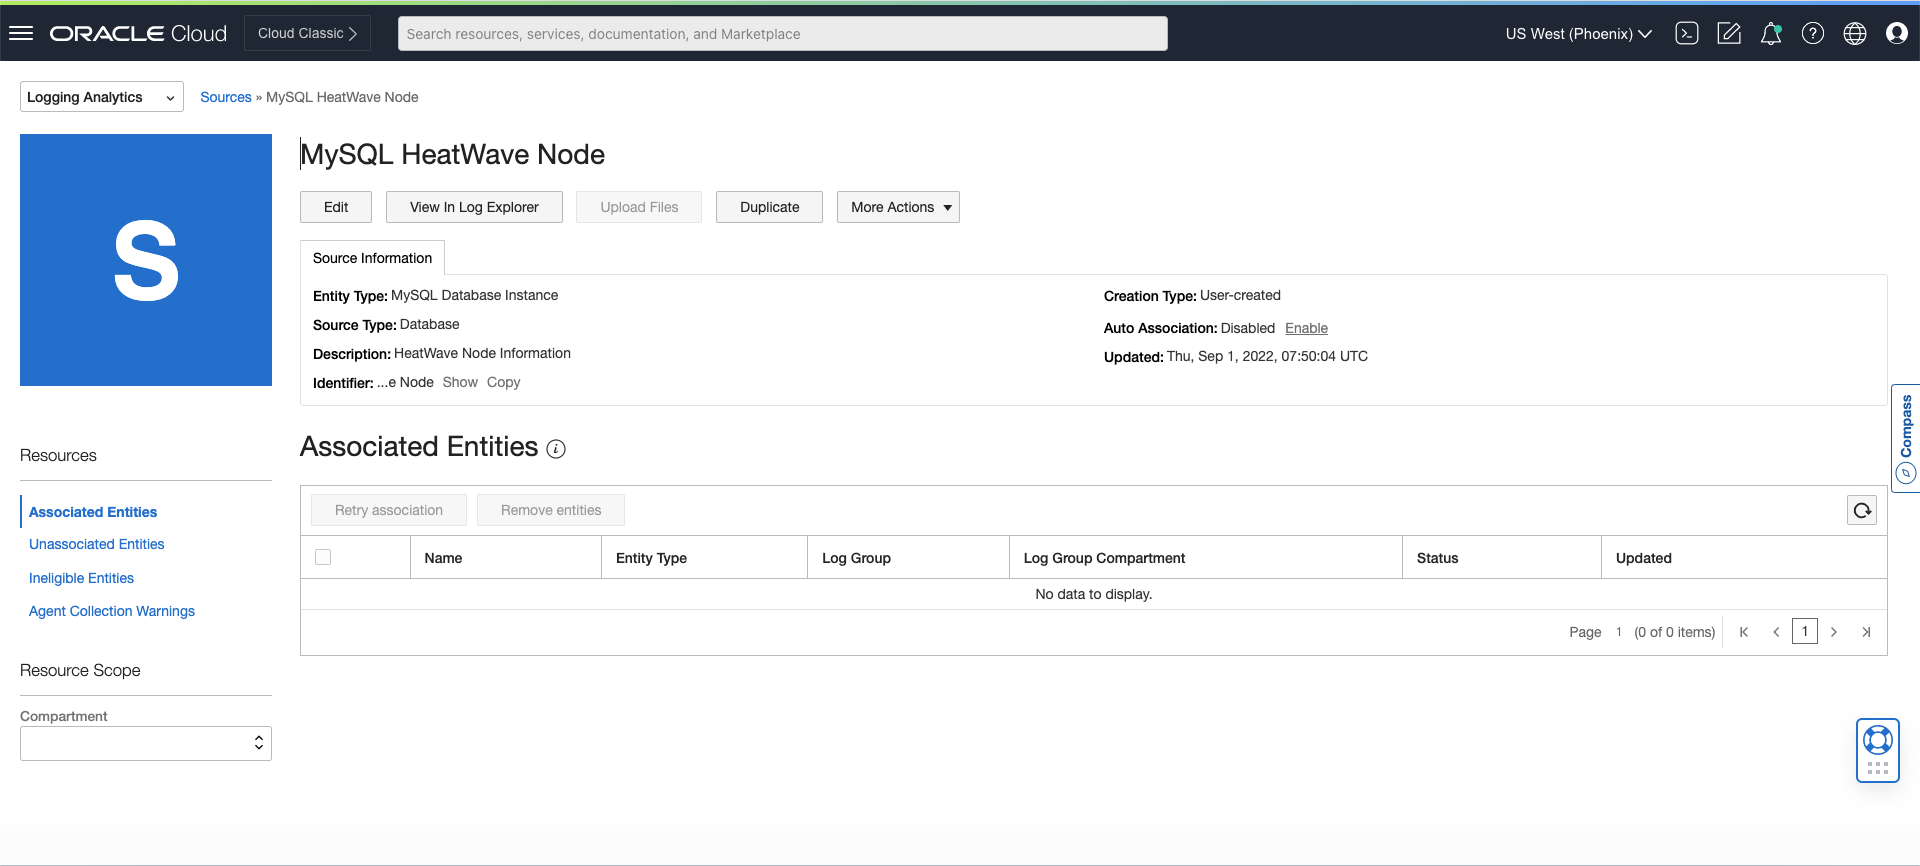 ORACLE Cloud
Cloud Classic
Search resources, services, documentation, and Marketplace
US West (Phoenix)
Logging Analytics
Sources » MySQL HeatWave Node
S
MySQL HeatWave Node
Edit
View In Log Explorer
Upload Files
Duplicate
More Actions
Source Information
Entity Type: MySQL Database Instance
Source Type: Database
Description: HeatWave Node Information
Identifier: ...e Node Show Copy
Creation Type: User-created
Auto Association: Disabled Enable
Updated: Thu, Sep 1, 2022, 07:50:04 UTC
Compass
Resources
Associated Entities
Unassociated Entities
Ineligible Entities
Agent Collection Warnings
Resource Scope
Compartment
Associated Entities i
Retry association
Remove entities
Name
Entity Type
Log Group
Log Group Compartment
Status
Updated
No data to display.
Page 1 (0 of 0 items)
1